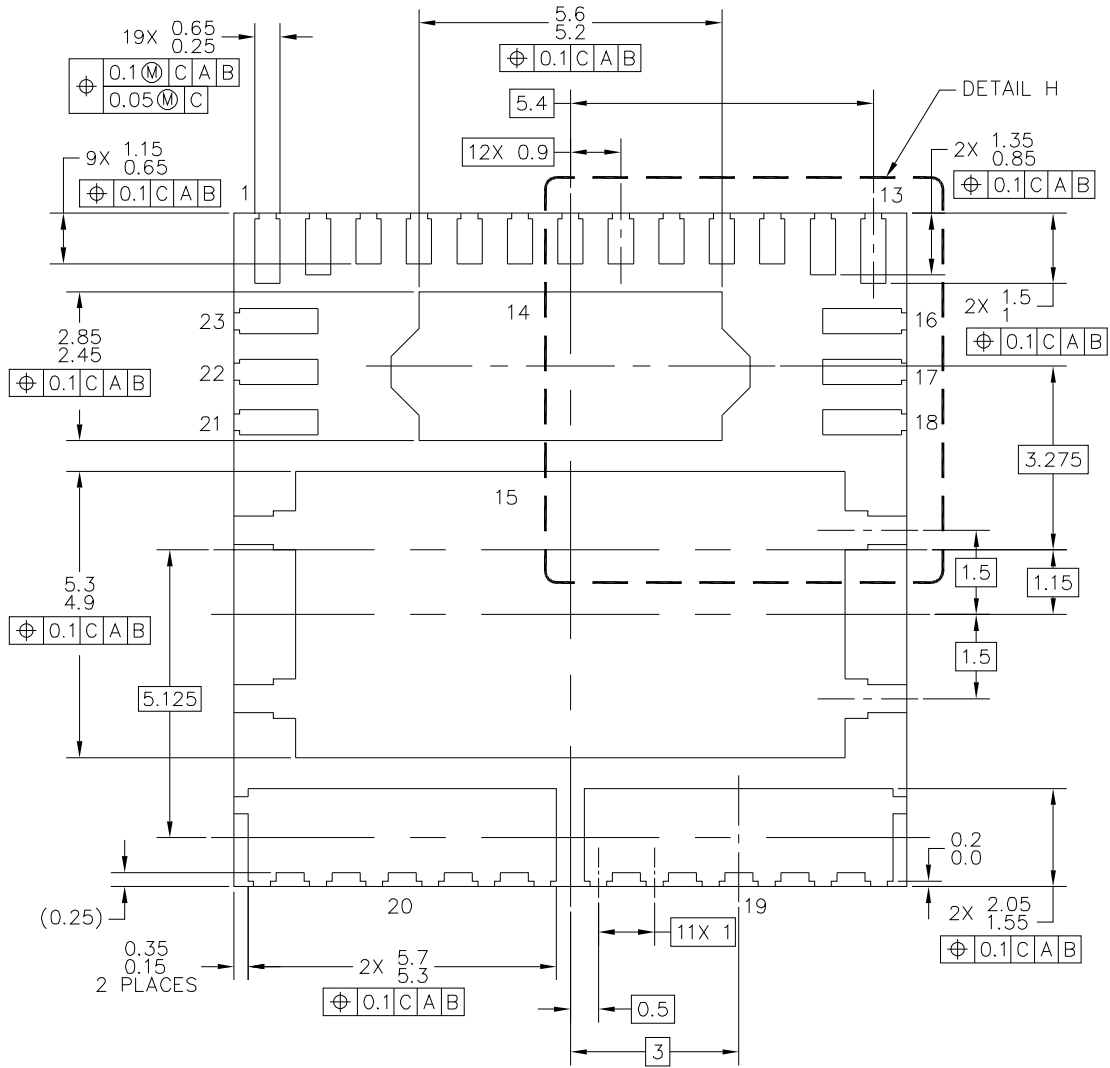 5.6
5.2
⌖ 0.1 C A B
19X 0.65
0.25
⌖ 0.1 Ⓜ C A B
0.05 Ⓜ C
5.4
DETAIL H
12X 0.9
9X 1.15
0.65
⌖ 0.1 C A B
2X 1.35
0.85
⌖ 0.1 C A B
1
13
14
2X 1.5
1
⌖ 0.1 C A B
23
16
2.85
2.45
⌖ 0.1 C A B
22
17
21
18
3.275
15
5.3
4.9
⌖ 0.1 C A B
1.5
1.15
1.5
5.125
0.2
0.0
(0.25)
20
19
2X 2.05
1.55
⌖ 0.1 C A B
11X 1
0.35
0.15
2 PLACES
2X 5.7
5.3
⌖ 0.1 C A B
0.5
3